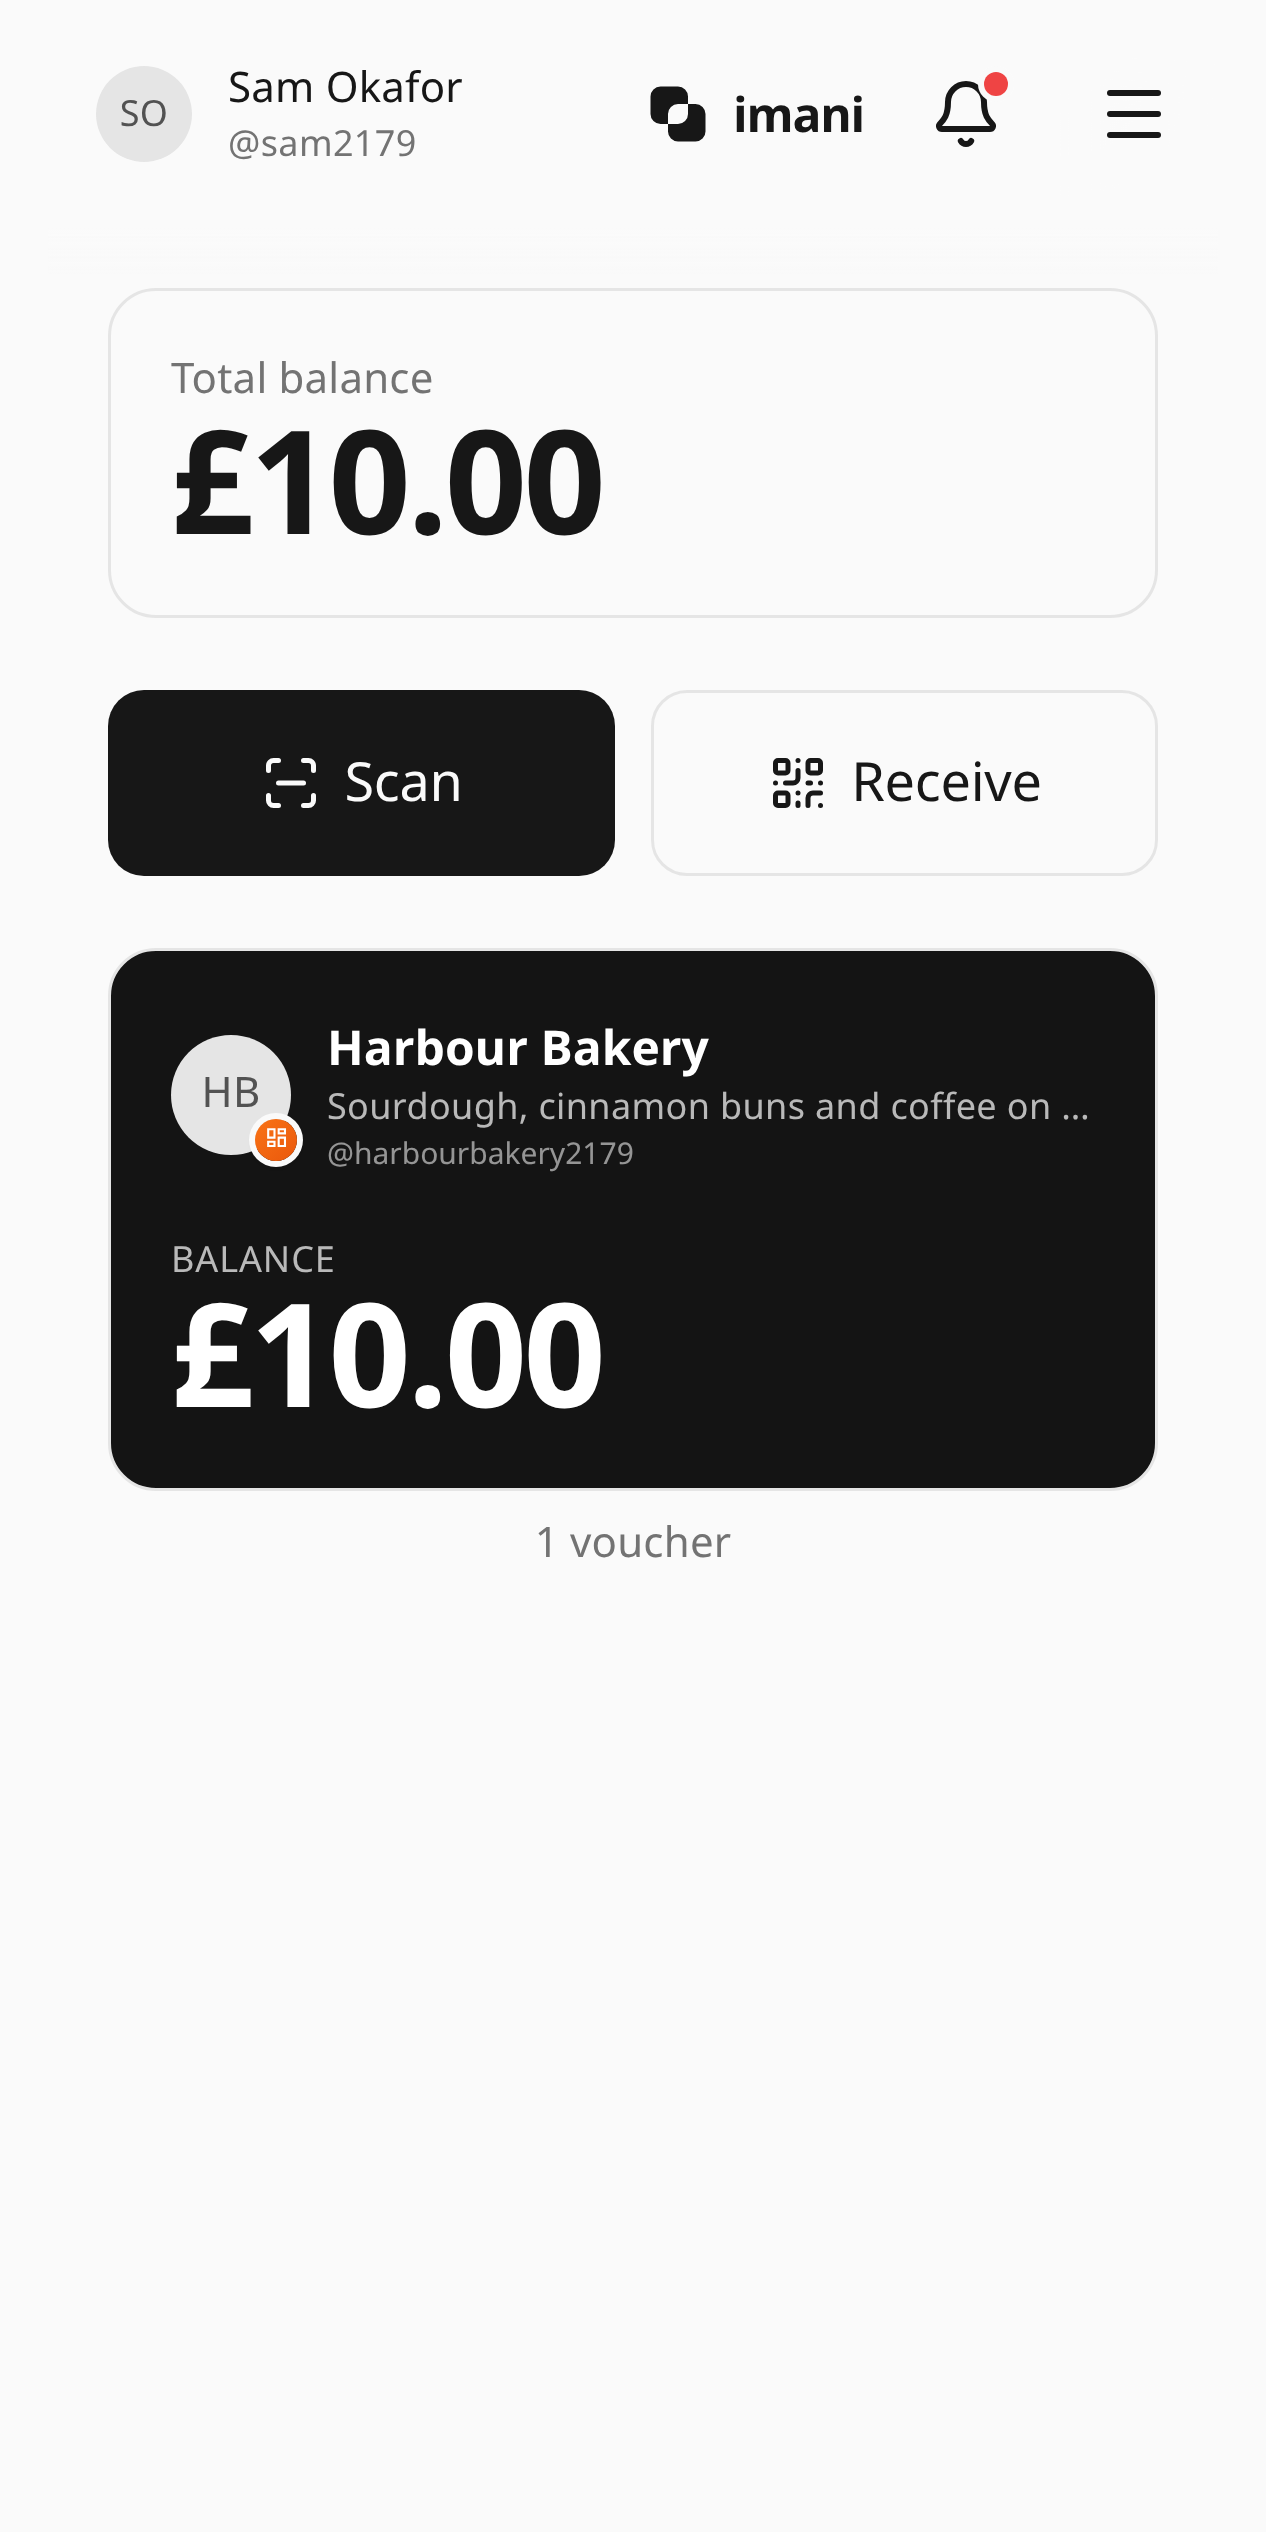 SO
Sam Okafor
@sam2179
imani
Total balance
£10.00
Scan
Receive
HB
Harbour Bakery
Sourdough, cinnamon buns and coffee on ...
@harbourbakery2179
BALANCE
£10.00
1 voucher